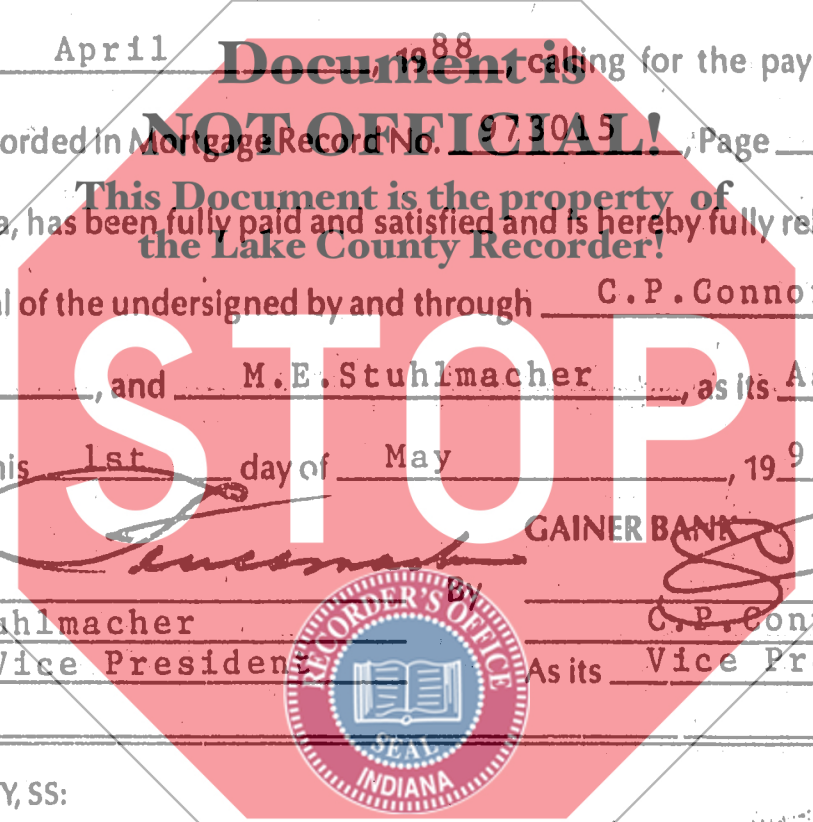 April , 1988 , calling for the pay
Document is
orded in Mortgage Record No. 973015 , Page
NOT OFFICIAL!
This Document is the property of
a, has been fully paid and satisfied and is hereby fully re
the Lake County Recorder!
al of the undersigned by and through C.P.Conno
STOP
, and M.E.Stuhlmacher , as its A
his 1st day of May , 19 9
GAINER BANK
By
uhlmacher C.P.Con
Vice President As its Vice Pr
RECORDER'S OFFICE
SEAL
INDIANA
Y, SS: